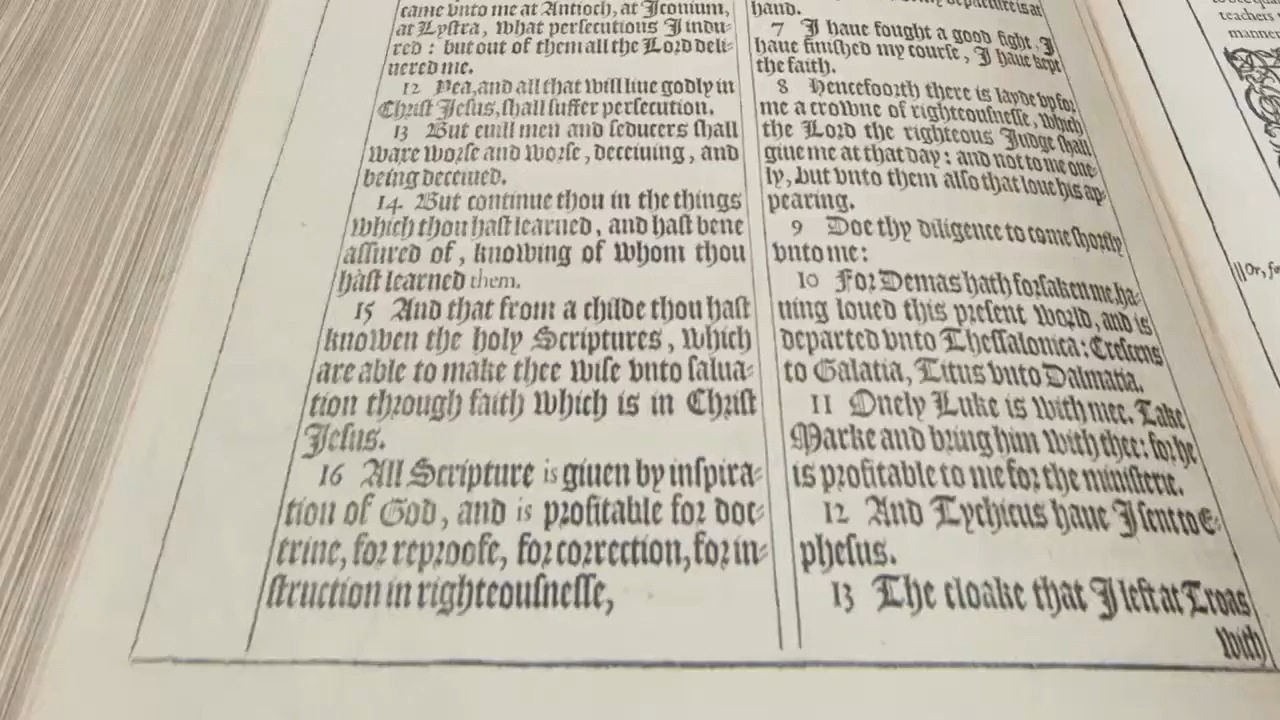 came vnto me at Antioch, at Iconium,
at Lystra, what persecutions I indu-
red : but out of them all the Lord deli-
uered me.
12 Yea, and all that will liue godly in
Christ Iesus, shall suffer persecution.
13 But euill men and seducers shall
waxe worse and worse, deceiuing, and
being deceiued.
14 But continue thou in the things
which thou hast learned, and hast bene
assured of, knowing of whom thou
hast learned them.
15 And that from a childe thou hast
knowen the holy Scriptures, which
are able to make thee wise vnto salua-
tion through faith which is in Christ
Iesus.
16 All Scripture is giuen by inspira-
tion of God, and is profitable for doc-
trine, for reproofe, for correction, for in-
struction in righteousnesse,
my departure is at
hand.
7 I haue fought a good fight, I
haue finished my course, I haue kept
the faith.
8 Hencefoorth there is layde vp for
me a crowne of righteousnesse, which
the Lord the righteous Iudge shall
giue me at that day : and not to me one-
ly, but vnto them also that loue his ap-
pearing.
9 Doe thy diligence to come shortly
vnto me :
10 For Demas hath forsaken me, ha-
uing loued this present world, and is
departed vnto Thessalonica : Crescens
to Galatia, Titus vnto Dalmatia.
11 Onely Luke is with mee. Take
Marke and bring him with thee : for he
is profitable to me for the ministerie.
12 And Tychicus haue I sent to E-
phesus.
13 The cloake that I left at Troas
with
teachers
manner
||Or,